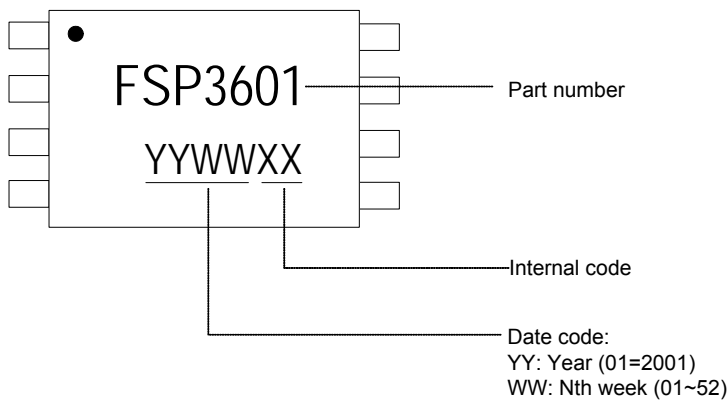 FSP3601
Part number
YYWWXX
Internal code
Date code:
YY: Year (01=2001)
WW: Nth week (01~52)